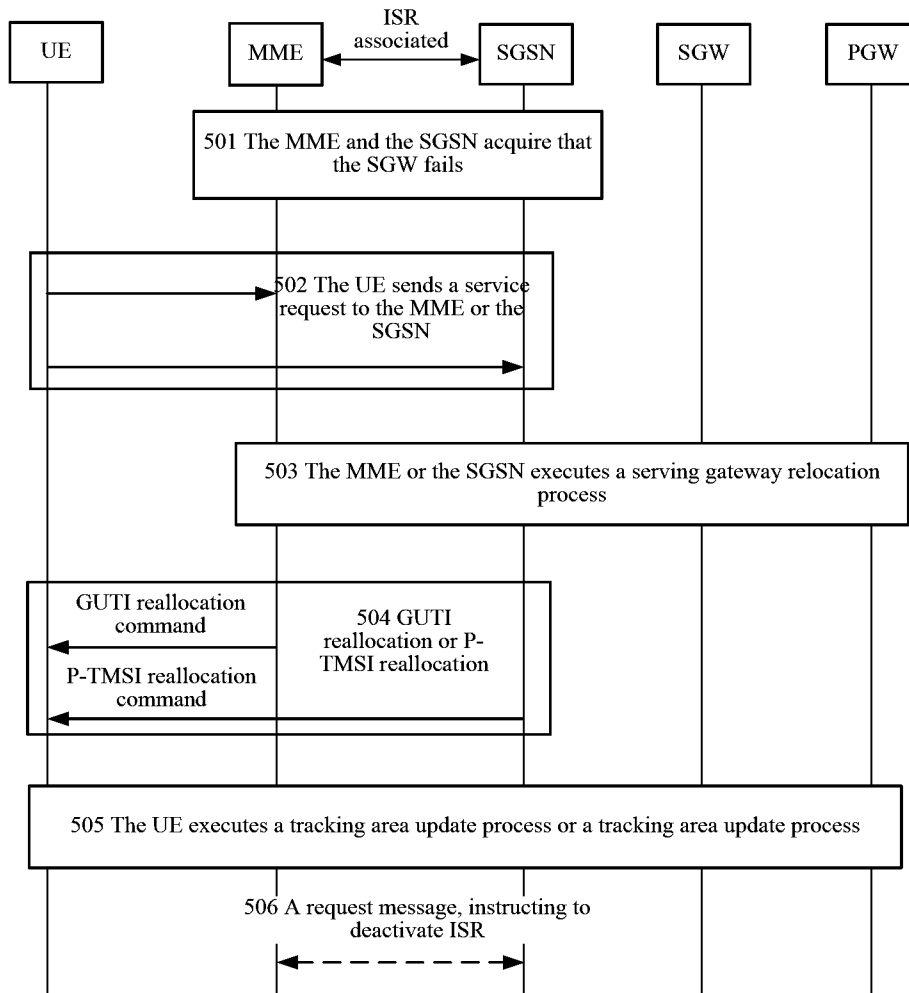 ISR
associated
UE
MME
SGSN
SGW
PGW
501 The MME and the SGSN acquire that
the SGW fails
502 The UE sends a service
request to the MME or the
SGSN
503 The MME or the SGSN executes a serving gateway relocation
process
GUTI reallocation
command
504 GUTI
reallocation or P-
TMSI reallocation
P-TMSI reallocation
command
505 The UE executes a tracking area update process or a tracking area update process
506 A request message, instructing to
deactivate ISR